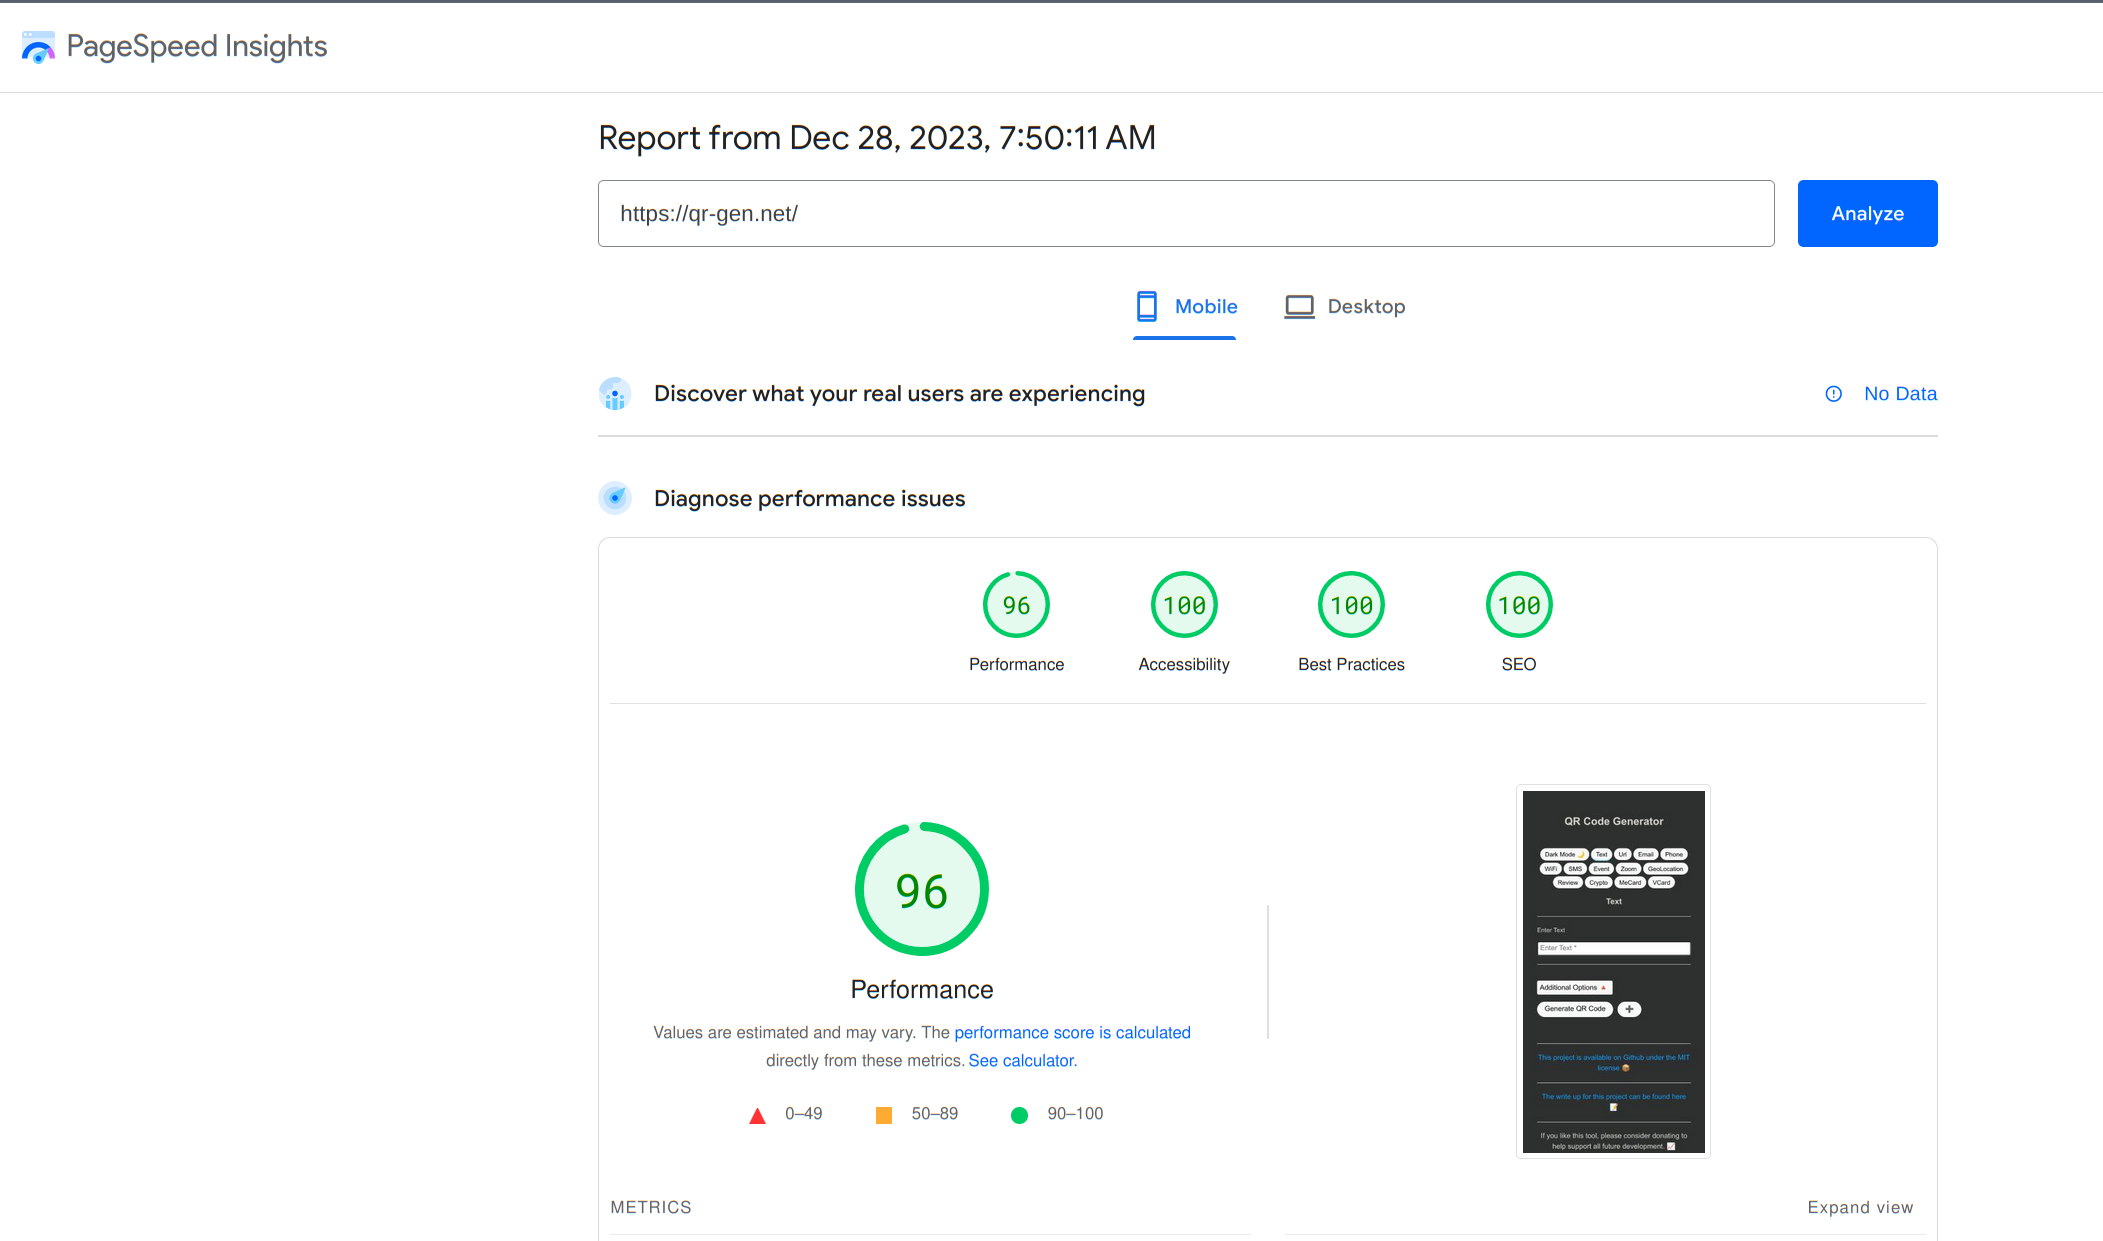 PageSpeed Insights
Report from Dec 28, 2023, 7:50:11 AM
https://qr-gen.net/
Analyze
Mobile
Desktop
Discover what your real users are experiencing
No Data
Diagnose performance issues
96
100
100
100
Performance
Accessibility
Best Practices
SEO
96
Performance
Values are estimated and may vary. The performance score is calculated
directly from these metrics. See calculator.
0–49
50–89
90–100
QR Code Generator
Dark Mode 🌙 Text Url Email Phone
WiFi SMS Event Zoom GeoLocation
Review Crypto MeCard VCard
Text
Enter Text
Enter Text *
Additional Options 🔺
Generate QR Code ➕
This project is available on Github under the MIT
license 📦
The write up for this project can be found here
📝
If you like this tool, please consider donating to
help support all future development. 📈
METRICS
Expand view